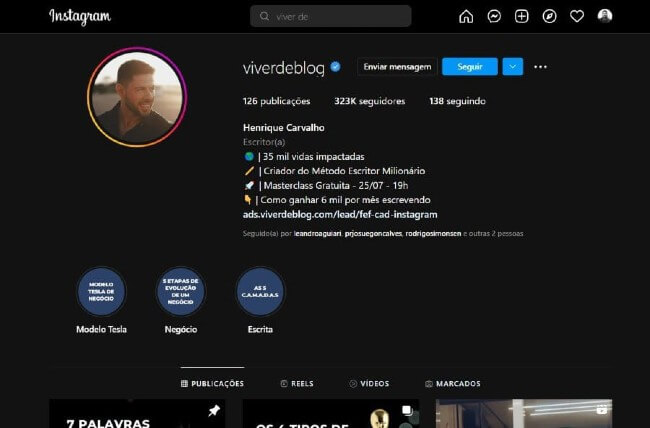 Instagram
viver de
viverdeblog
Enviar mensagem
Seguir
126 publicações 323K seguidores 138 seguindo
Henrique Carvalho
Escritor(a)
| 35 mil vidas impactadas
| Criador do Método Escritor Milionário
| Masterclass Gratuita - 25/07 - 19h
| Como ganhar 6 mil por mês escrevendo
ads.viverdeblog.com/lead/fef-cad-instagram
Seguido(a) por leandroaguiari, prjosuegoncalves, rodrigosimonsen e outras 2 pessoas
MODELO
TESLA DE
NEGÓCIO
5 ETAPAS DE
EVOLUÇÃO
DE UM
NEGÓCIO
AS 5
C.A.M.A.D.A.S
Modelo Tesla
Negócio
Escrita
PUBLICAÇÕES
REELS
VÍDEOS
MARCADOS
7 PALAVRAS
OS 4 TIPOS DE